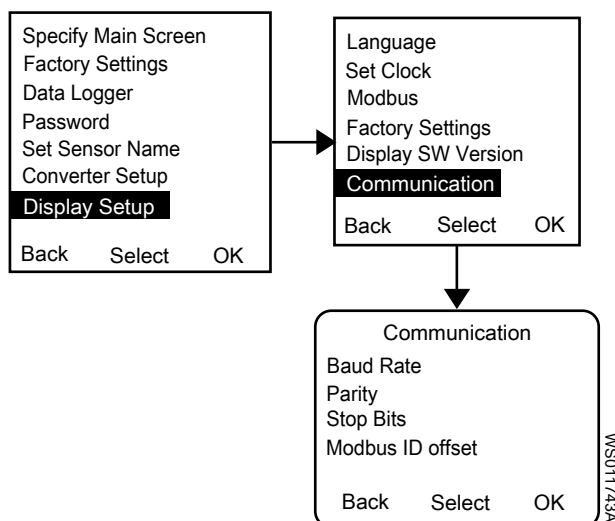 Specify Main Screen
Factory Settings
Data Logger
Password
Set Sensor Name
Converter Setup
Display Setup
Back Select OK
Language
Set Clock
Modbus
Factory Settings
Display SW Version
Communication
Back Select OK
Communication
Baud Rate
Parity
Stop Bits
Modbus ID offset
Back Select OK
WS011743A